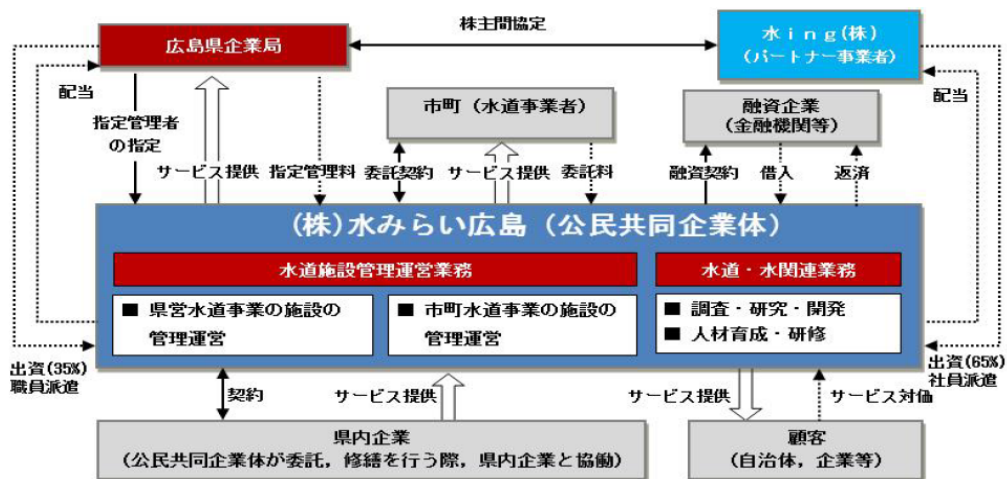 株主間協定
広島県企業局
水ing(株)
(パートナー事業者)
配当
配当
市町（水道事業者）
融資企業
(金融機関等)
指定管理者
の指定
サービス提供
指定管理料
委託契約
サービス提供
委託料
融資契約
借入
返済
(株)水みらい広島（公民共同企業体）
水道施設管理運営業務
水道・水関連業務
■ 県営水道事業の施設の
管理運営
■ 市町水道事業の施設の
管理運営
■ 調査・研究・開発
■ 人材育成・研修
出資(35%)
職員派遣
出資(65%)
社員派遣
契約
サービス提供
サービス提供
サービス対価
県内企業
(公民共同企業体が委託，修繕を行う際，県内企業と協働)
顧客
(自治体，企業等)